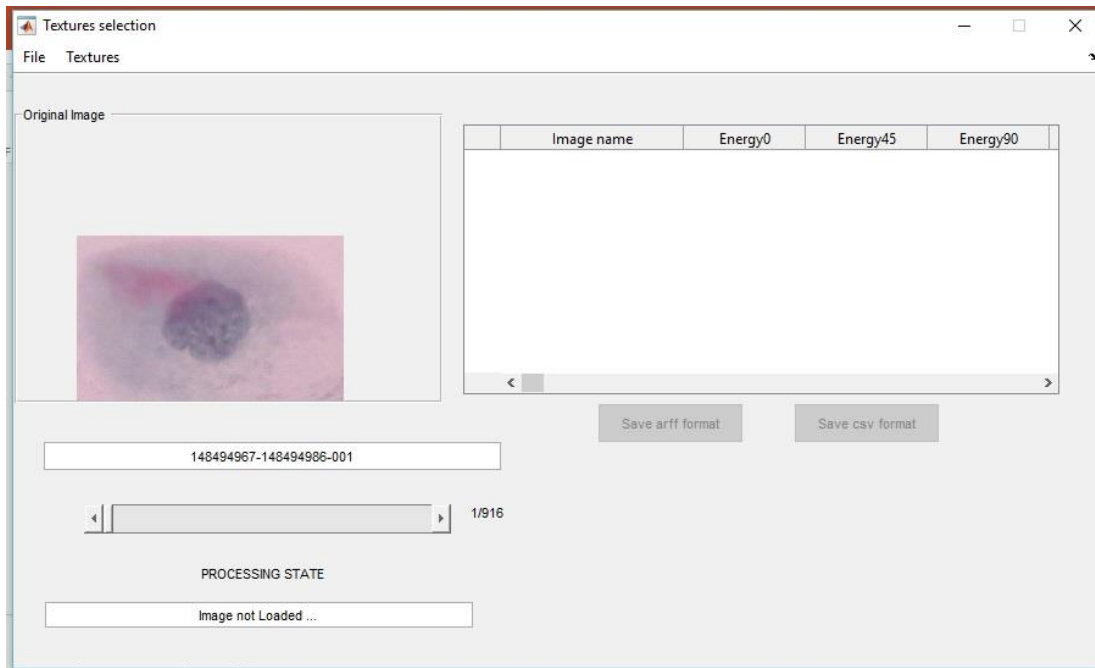 Textures selection
File Textures
Original Image
Image name Energy0 Energy45 Energy90
Save arff format Save csv format
148494967-148494986-001
1/916
PROCESSING STATE
Image not Loaded ...